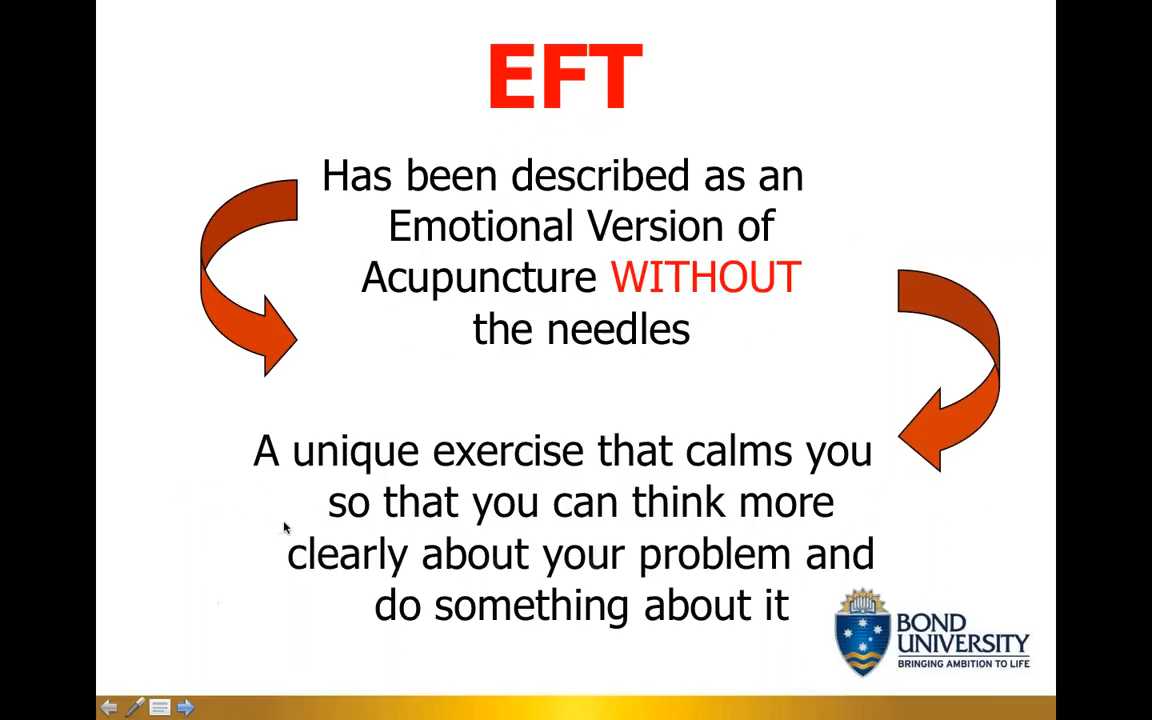 EFT
Has been described as an
Emotional Version of
Acupuncture WITHOUT
the needles
A unique exercise that calms you
so that you can think more
clearly about your problem and
do something about it
BOND
UNIVERSITY
BRINGING AMBITION TO LIFE